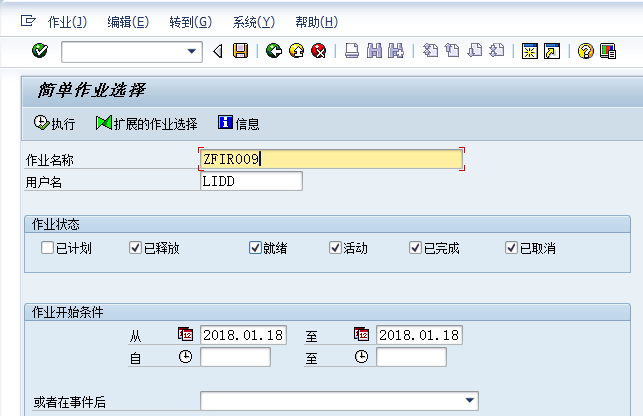 作业(J) 编辑(E) 转到(G) 系统(Y) 帮助(H)
简单作业选择
执行 扩展的作业选择 信息
作业名称 ZFIR009
用户名 LIDD
作业状态
已计划 已释放 就绪 活动 已完成 已取消
作业开始条件
从 2018.01.18 至 2018.01.18
自 至
或者在事件后